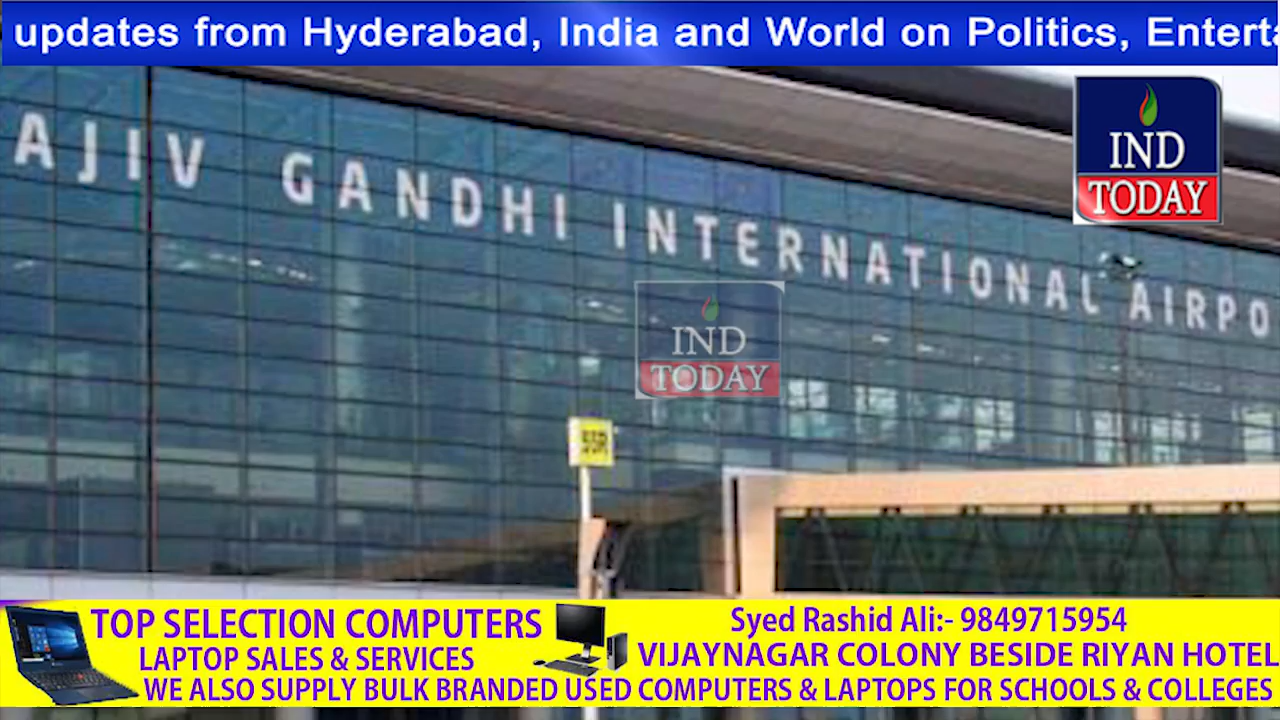 updates from Hyderabad, India and World on Politics, Enterta
AJIV GANDHI INTERNATIONAL AIRPO
IND
TODAY
IND
TODAY
55R
TOP SELECTION COMPUTERS
LAPTOP SALES & SERVICES
Syed Rashid Ali:- 9849715954
VIJAYNAGAR COLONY BESIDE RIYAN HOTEL
WE ALSO SUPPLY BULK BRANDED USED COMPUTERS & LAPTOPS FOR SCHOOLS & COLLEGES